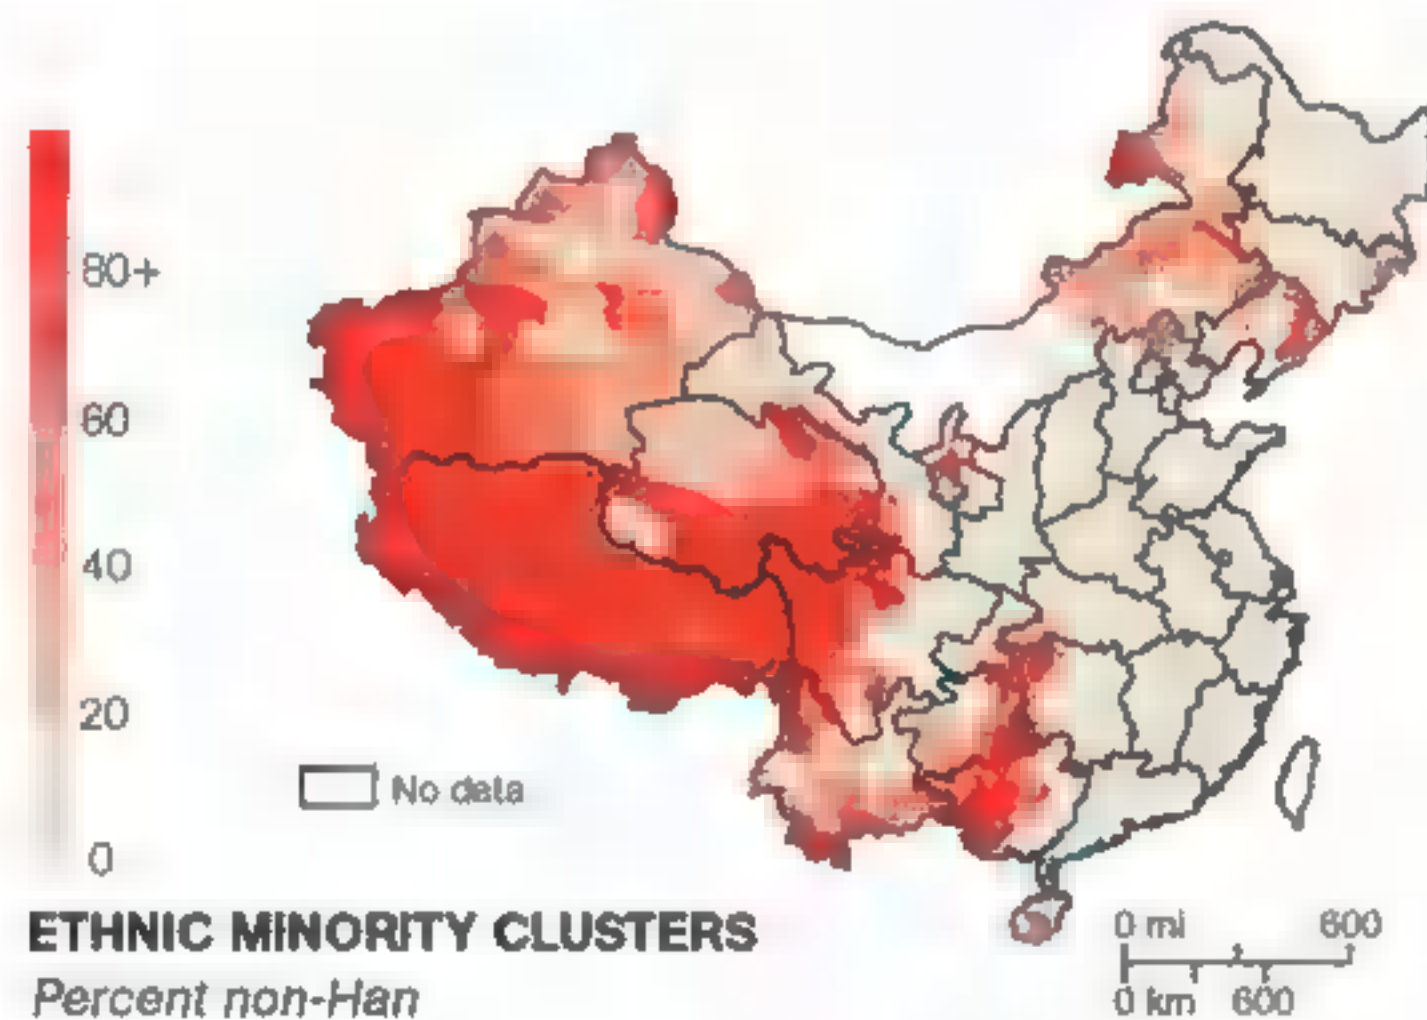 80+
60
40
20
0
No data
ETHNIC MINORITY CLUSTERS
Percent non-Han
0 mi 600
0 km 600